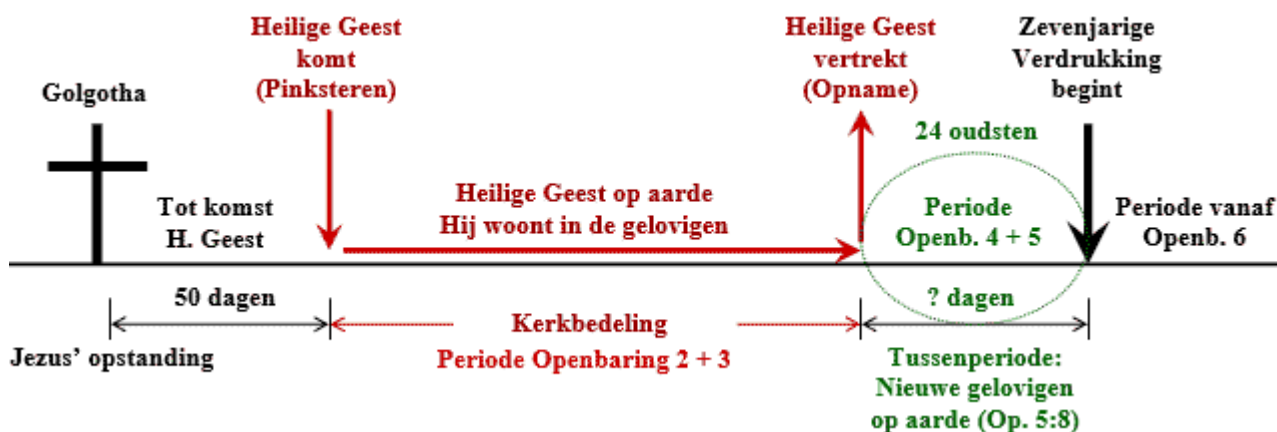 Golgotha
Heilige Geest
komt
(Pinksteren)
Heilige Geest
vertrekt
(Opname)
Zevenjarige
Verdrukking
begint
24 oudsten
Tot komst
H. Geest
Heilige Geest op aarde
Hij woont in de gelovigen
Periode
Openb. 4 + 5
Periode vanaf
Openb. 6
50 dagen
? dagen
Jezus’ opstanding
Kerkbedeling
Periode Openbaring 2 + 3
Tussenperiode:
Nieuwe gelovigen
op aarde (Op. 5:8)